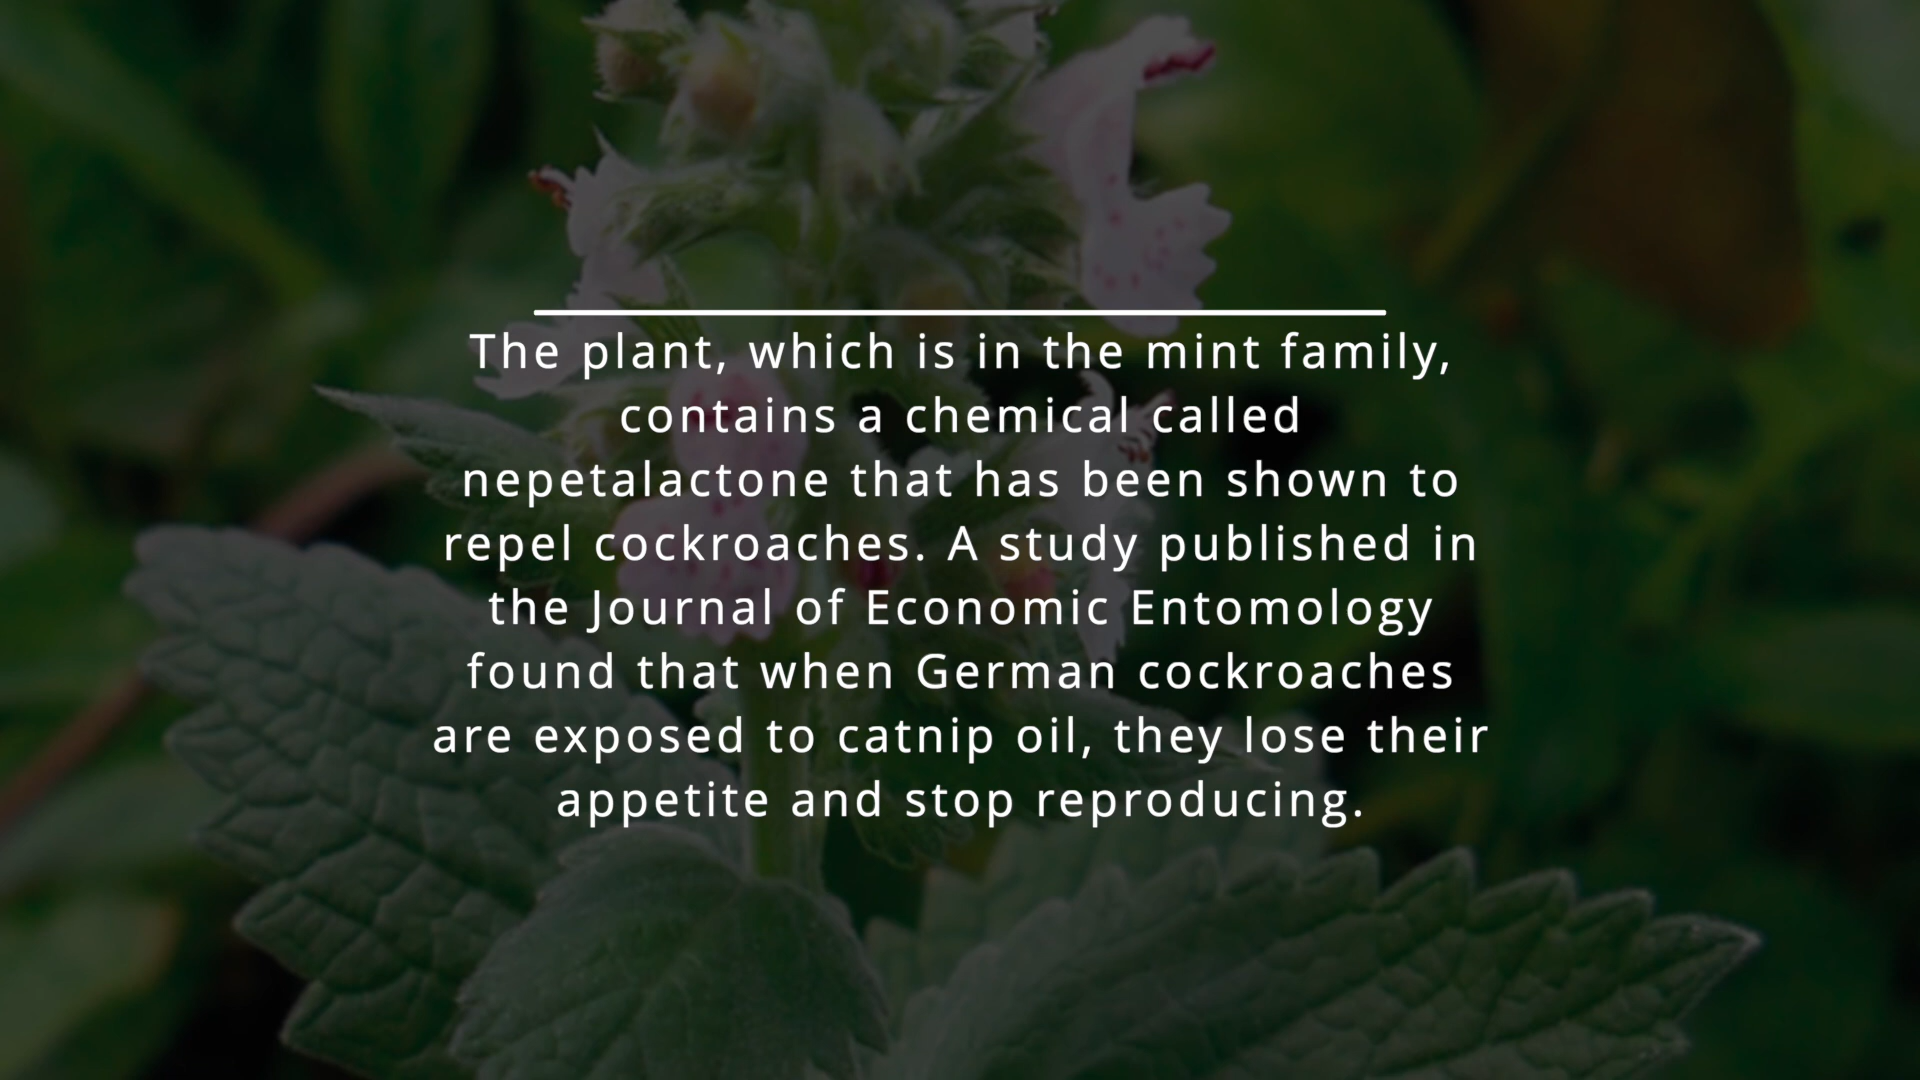 The plant, which is in the mint family,
contains a chemical called
nepetalactone that has been shown to
repel cockroaches. A study published in
the Journal of Economic Entomology
found that when German cockroaches
are exposed to catnip oil, they lose their
appetite and stop reproducing.